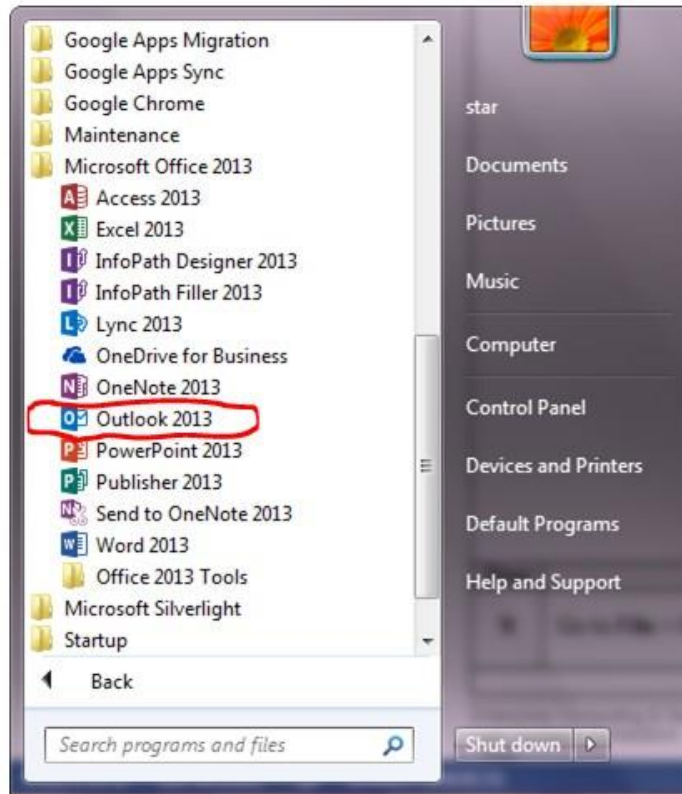 Google Apps Migration
Google Apps Sync
Google Chrome
Maintenance
Microsoft Office 2013
Access 2013
Excel 2013
InfoPath Designer 2013
InfoPath Filler 2013
Lync 2013
OneDrive for Business
OneNote 2013
Outlook 2013
PowerPoint 2013
Publisher 2013
Send to OneNote 2013
Word 2013
Office 2013 Tools
Microsoft Silverlight
Startup
Back
Search programs and files
star
Documents
Pictures
Music
Computer
Control Panel
Devices and Printers
Default Programs
Help and Support
Shut down